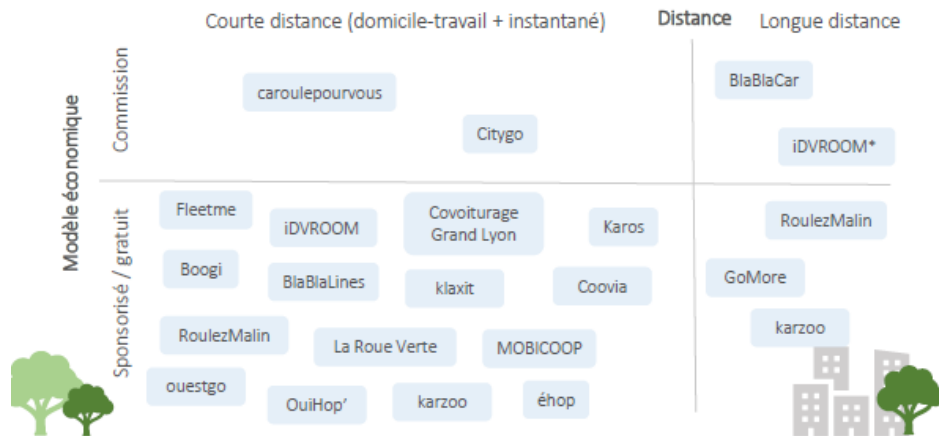 Courte distance (domicile-travail + instantané)
Distance
Longue distance
Modèle économique
Commission
caroulepourvous
Citygo
BlaBlaCar
iDVROOM*
Sponsorisé / gratuit
Fleetme
iDVROOM
Covoiturage
Grand Lyon
Karos
Boogi
BlaBlaLines
klaxit
Coovia
RoulezMalin
La Roue Verte
MOBICOOP
ouestgo
OuiHop’
karzoo
éhop
RoulezMalin
GoMore
karzoo